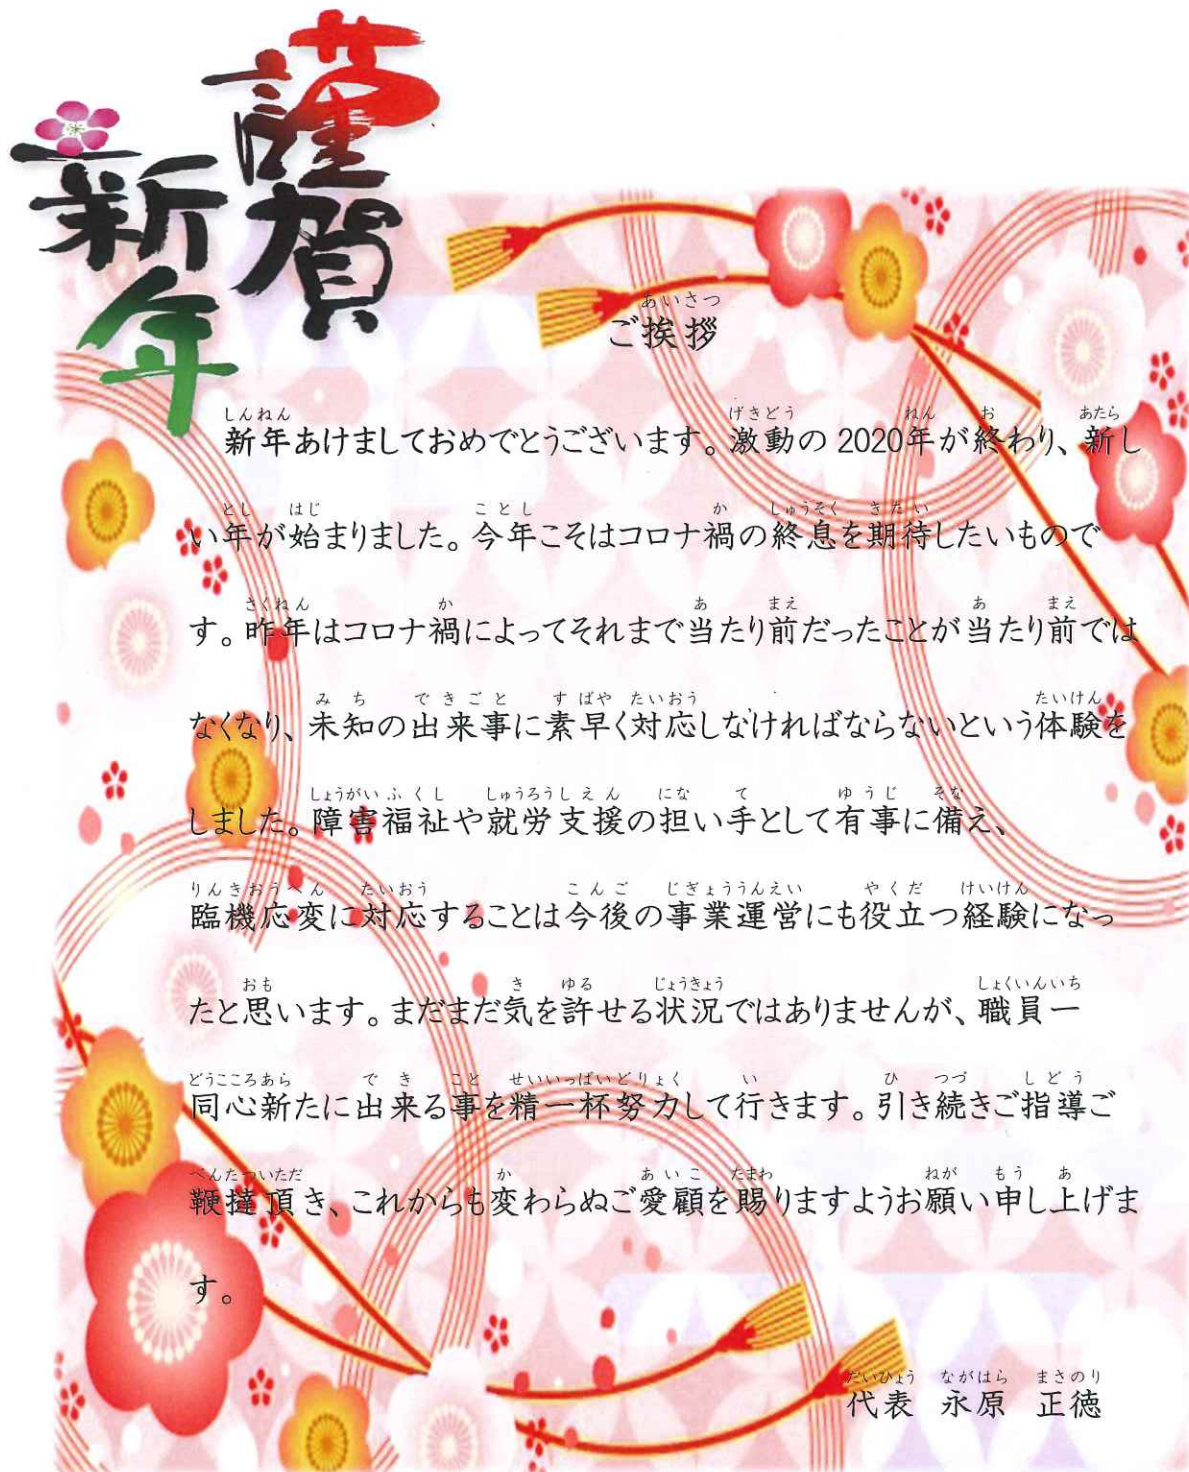 謹賀
新年
ご挨拶
新年あけましておめでとうございます。激動の2020年が終わり、新し
い年が始まりました。今年こそはコロナ禍の終息を期待したいもので
す。昨年はコロナ禍によってそれまで当たり前だったことが当たり前では
なくなり、未知の出来事に素早く対応しなければならないという体験を
しました。障害福祉や就労支援の担い手として有事に備え、
臨機応変に対応することは今後の事業運営にも役立つ経験になっ
たと思います。まだまだ気を許せる状況ではありませんが、職員一
同心新たに出来る事を精一杯努力して行きます。引き続きご指導ご
鞭撻頂き、これからも変わらぬご愛顧を賜りますようお願い申し上げま
す。
代表 永原 正徳